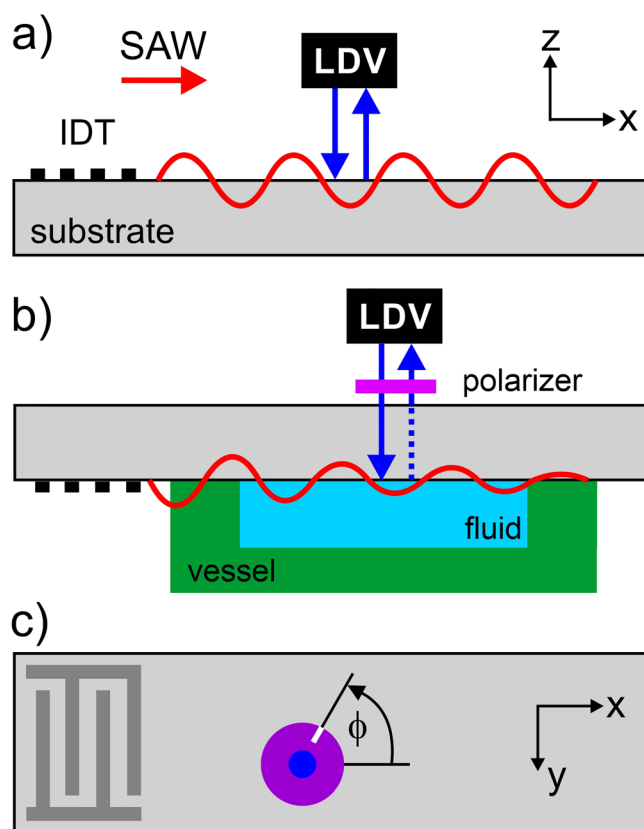 a)
SAW
LDV
z
x
IDT
substrate
b)
LDV
polarizer
fluid
vessel
c)
ϕ
x
y